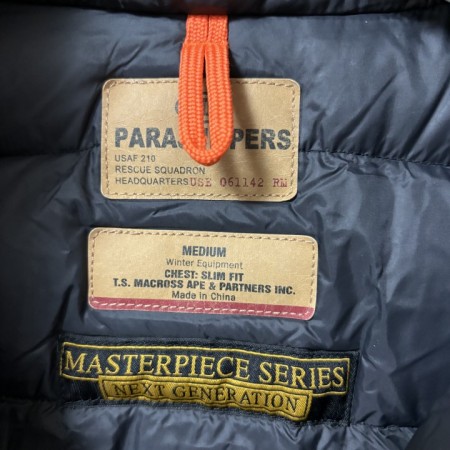 PARA PERS
USAF 210
RESCUE SQUADRON
HEADQUARTERS USE 061142 RM
MEDIUM
Winter Equipment
CHEST: SLIM FIT
T.S. MACROSS APE & PARTNERS INC.
Made in China
MASTERPIECE SERIES
NEXT GENERATION